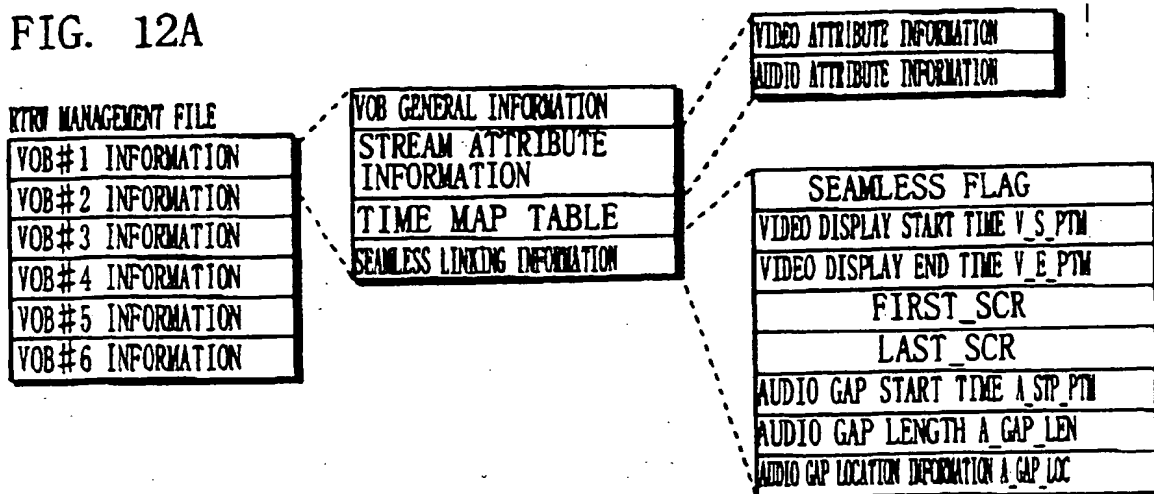 FIG. 12A
RTRW MANAGEMENT FILE
VOB#1 INFORMATION
VOB#2 INFORMATION
VOB#3 INFORMATION
VOB#4 INFORMATION
VOB#5 INFORMATION
VOB#6 INFORMATION
VOB GENERAL INFORMATION
STREAM ATTRIBUTE
INFORMATION
TIME MAP TABLE
SEAMLESS LINKING INFORMATION
VIDEO ATTRIBUTE INFORMATION
AUDIO ATTRIBUTE INFORMATION
SEAMLESS FLAG
VIDEO DISPLAY START TIME V_S_PTM
VIDEO DISPLAY END TIME V_E_PTM
FIRST_SCR
LAST_SCR
AUDIO GAP START TIME A_STP_PTM
AUDIO GAP LENGTH A_GAP_LEN
AUDIO GAP LOCATION INFORMATION A_GAP_LOC